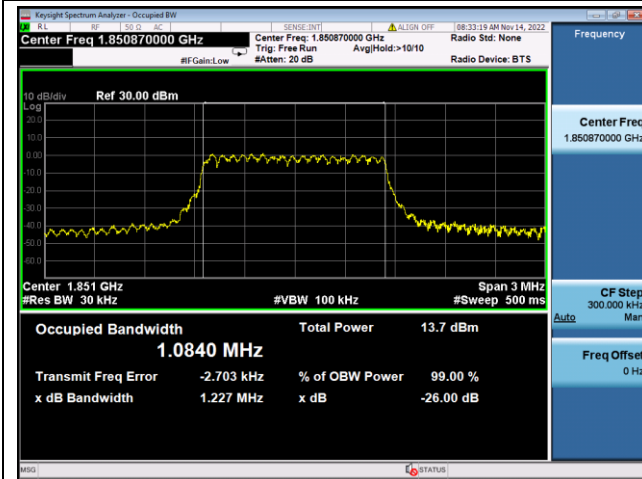 Keysight Spectrum Analyzer - Occupied BW
RL RF 50 Ω AC SENSE:INT ALIGN OFF 08:33:19 AM Nov 14, 2022
Center Freq 1.850870000 GHz Center Freq: 1.850870000 GHz Radio Std: None
Trig: Free Run Avg|Hold:>10/10
#IFGain:Low #Atten: 20 dB Radio Device: BTS
Frequency
10 dB/div Ref 30.00 dBm
Log
20.0
10.0
0.00
-10.0
-20.0
-30.0
-40.0
-50.0
-60.0
Center Freq
1.850870000 GHz
Center 1.851 GHz Span 3 MHz
#Res BW 30 kHz #VBW 100 kHz #Sweep 500 ms
CF Step
300.000 kHz
Auto Man
Occupied Bandwidth Total Power 13.7 dBm
1.0840 MHz
Transmit Freq Error -2.703 kHz % of OBW Power 99.00 %
x dB Bandwidth 1.227 MHz x dB -26.00 dB
Freq Offset
0 Hz
MSG STATUS